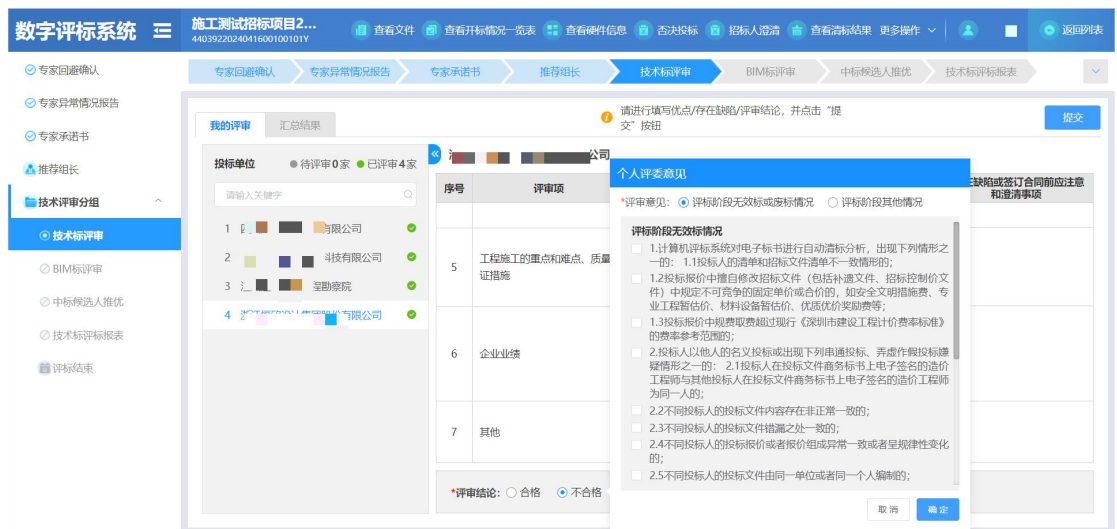 数字评标系统
施工测试招标项目2...
4403922024041600100101Y
查看文件
查看开标情况一览表
查看硬件信息
否决投标
招标人澄清
查看清标结果
更多操作
返回列表
专家回避确认
专家异常情况报告
专家承诺书
推荐组长
技术标评审
BIM标评审
中标候选人推优
技术标评标报表
专家回避确认
专家异常情况报告
专家承诺书
推荐组长
技术评审分组
技术标评审
BIM标评审
中标候选人推优
技术标评标报表
评标结束
我的评审
汇总结果
请进行填写优点/存在缺陷/评审结论，并点击“提
交”按钮
提交
投标单位
待评审0家
已评审4家
请输入关键字
1
有限公司
2
科技有限公司
3
勘察院
4
有限公司
公司
序号
评审项
缺陷或签订合同前应注意
和澄清事项
5
工程施工的重点和难点、质量
证措施
6
企业业绩
7
其他
*评审结论：
合格
不合格
个人评委意见
*评审意见：
评标阶段无效标或废标情况
评标阶段其他情况
评标阶段无效标情况
1.计算机评标系统对电子标书进行自动清标分析，出现下列情形之
一的： 1.1投标人的清单和招标文件清单不一致情形的；
1.2投标报价中擅自修改招标文件（包括补遗文件、招标控制价文
件）中规定不可竞争的固定单价或合价的，如安全文明措施费、专
业工程暂估价、材料设备暂估价、优质优价奖励费等；
1.3投标报价中规费取费超过现行《深圳市建设工程计价费率标准》
的费率参考范围的；
2.投标人以他人的名义投标或出现下列串通投标、弄虚作假投标嫌
疑情形之一的： 2.1投标人在投标文件商务标书上电子签名的造价
工程师与其他投标人在投标文件商务标书上电子签名的造价工程师
为同一人的；
2.2不同投标人的投标文件内容存在非正常一致的；
2.3不同投标人的投标文件错漏之处一致的；
2.4不同投标人的投标报价或者报价组成异常一致或者呈规律性变化
的；
2.5不同投标人的投标文件由同一单位或者同一个人编制的；
取消
确定